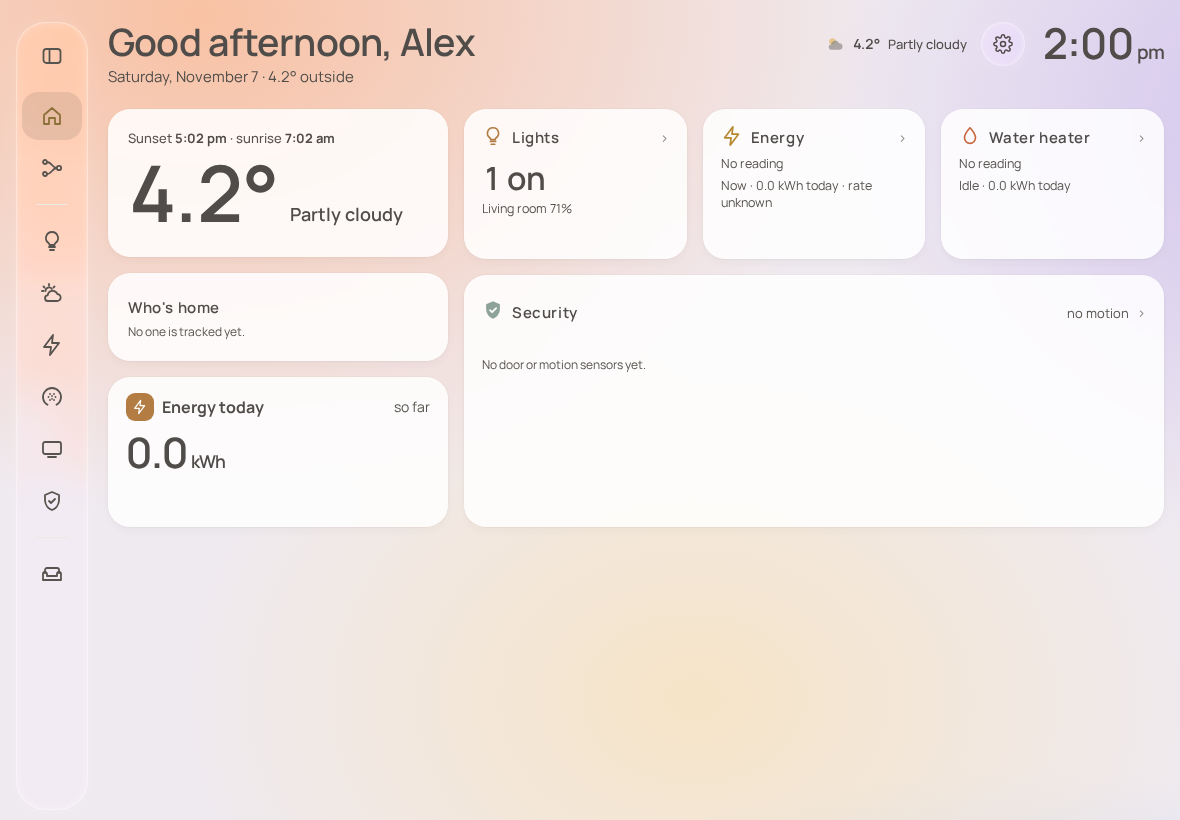 Good afternoon, Alex
Saturday, November 7 · 4.2° outside
4.2° Partly cloudy
2:00 pm
Sunset 5:02 pm · sunrise 7:02 am
4.2° Partly cloudy
Lights
1 on
Living room 71%
Energy
No reading
Now · 0.0 kWh today · rate
unknown
Water heater
No reading
Idle · 0.0 kWh today
Who's home
No one is tracked yet.
Security
no motion
No door or motion sensors yet.
Energy today
so far
0.0 kWh